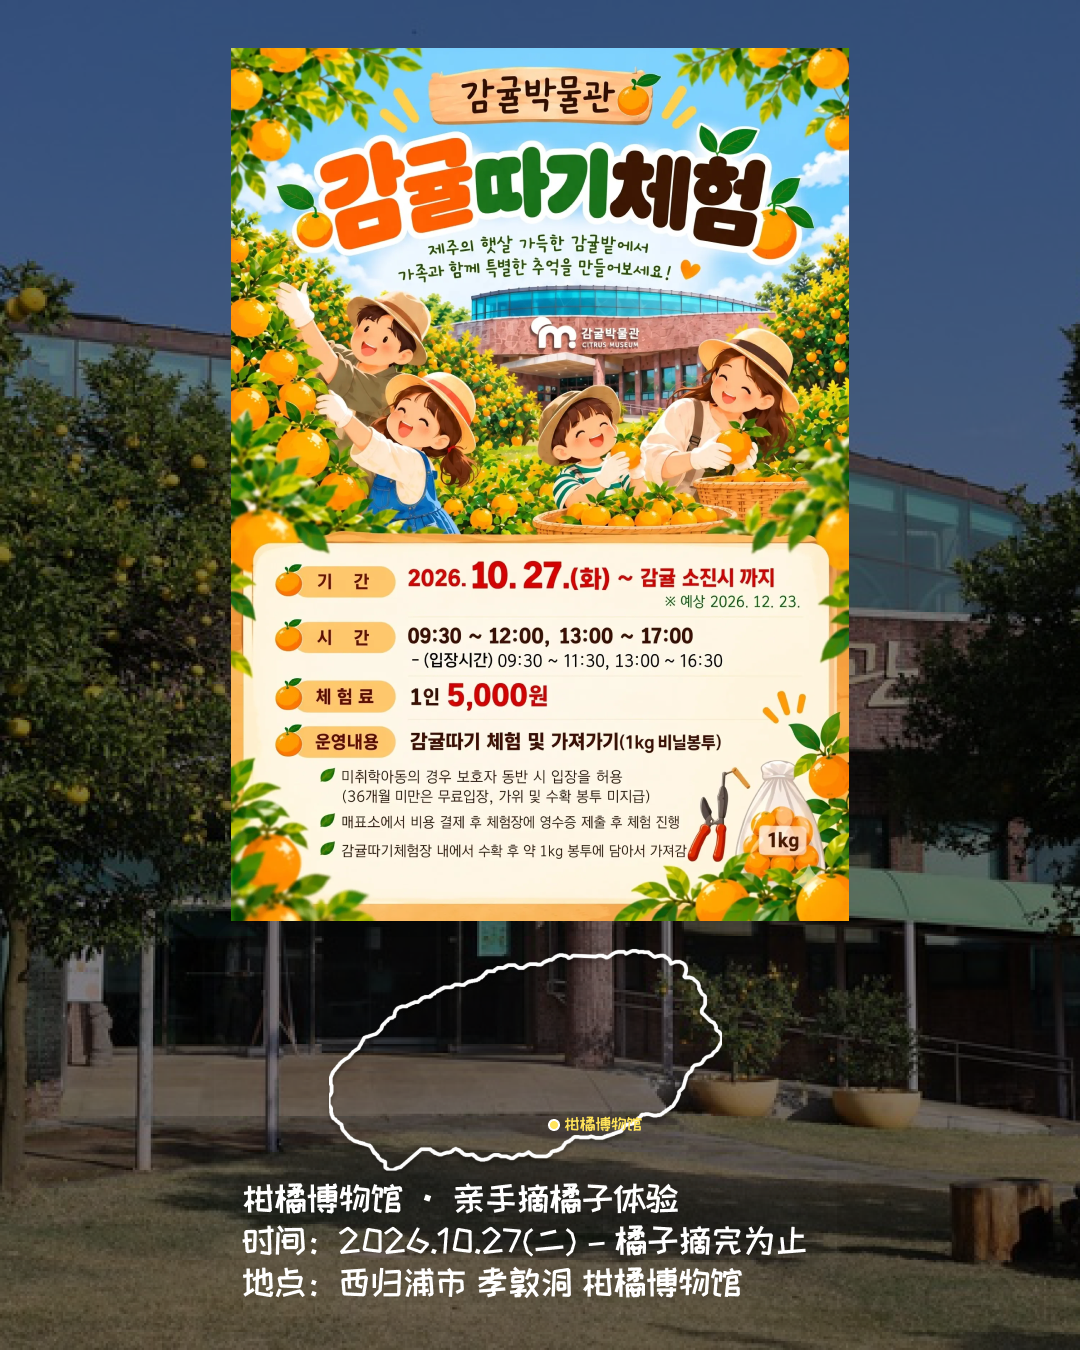 감귤박물관
감귤따기체험
제주의 햇살 가득한 감귤밭에서
가족과 함께 특별한 추억을 만들어보세요!
m 감귤박물관
CITRUS MUSEUM
기 간 2026. 10. 27.(화) ~ 감귤 소진시 까지
※ 예상 2026. 12. 23.
시 간 09:30 ~ 12:00, 13:00 ~ 17:00
- (입장시간) 09:30 ~ 11:30, 13:00 ~ 16:30
체 험 료 1인 5,000원
운영내용 감귤따기 체험 및 가져가기(1kg 비닐봉투)
미취학아동의 경우 보호자 동반 시 입장을 허용
(36개월 미만은 무료입장, 가위 및 수확 봉투 미지급)
매표소에서 비용 결제 후 체험장에 영수증 제출 후 체험 진행
감귤따기체험장 내에서 수확 후 약 1kg 봉투에 담아서 가져감
1kg
柑橘博物馆
柑橘博物馆 · 亲手摘橘子体验
时间：2026.10.27(二) - 橘子摘完为止
地点：西归浦市 孝敦洞 柑橘博物馆